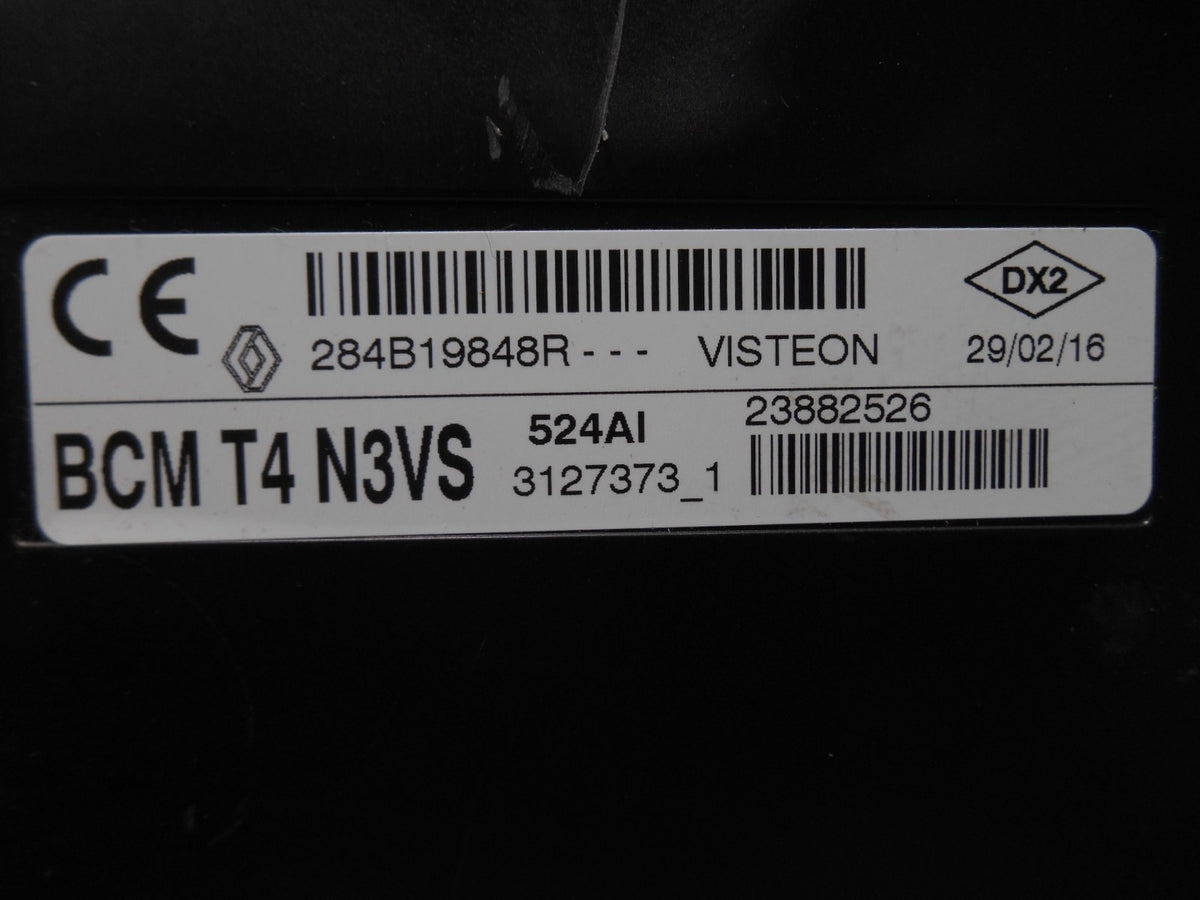 CE
DX2
284B19848R - - - VISTEON 29/02/16
BCM T4 N3VS
524AI 23882526
3127373_1